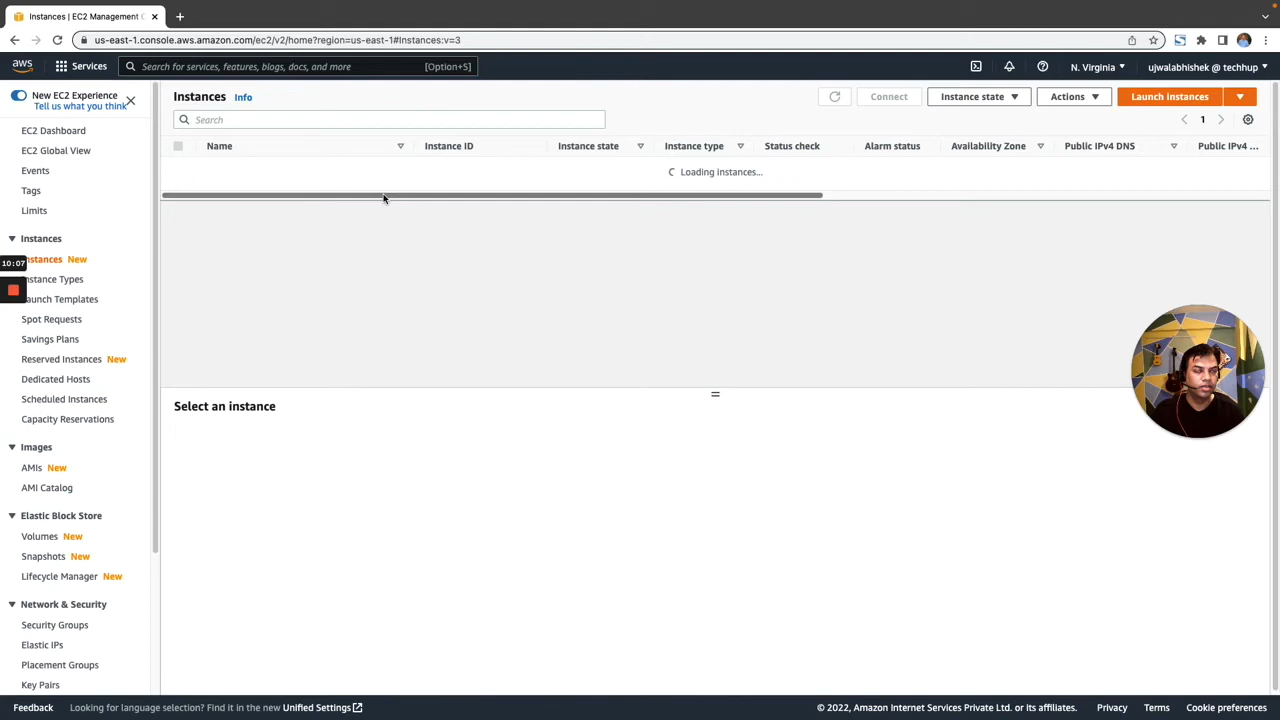 Instances | EC2 Management C
us-east-1.console.aws.amazon.com/ec2/v2/home?region=us-east-1#Instances:v=3
aws
Services
Search for services, features, blogs, docs, and more
[Option+S]
N. Virginia
ujwalabhishek @ techhup
New EC2 Experience
Tell us what you think
EC2 Dashboard
EC2 Global View
Events
Tags
Limits
Instances
Instances New
Instance Types
Launch Templates
Spot Requests
Savings Plans
Reserved Instances New
Dedicated Hosts
Scheduled Instances
Capacity Reservations
Images
AMIs New
AMI Catalog
Elastic Block Store
Volumes New
Snapshots New
Lifecycle Manager New
Network & Security
Security Groups
Elastic IPs
Placement Groups
Key Pairs
10:07
Instances Info
Connect
Instance state
Actions
Launch instances
Search
1
Name
Instance ID
Instance state
Instance type
Status check
Alarm status
Availability Zone
Public IPv4 DNS
Public IPv4 ...
Loading instances...
Select an instance
Feedback
Looking for language selection? Find it in the new Unified Settings
© 2022, Amazon Internet Services Private Ltd. or its affiliates.
Privacy
Terms
Cookie preferences